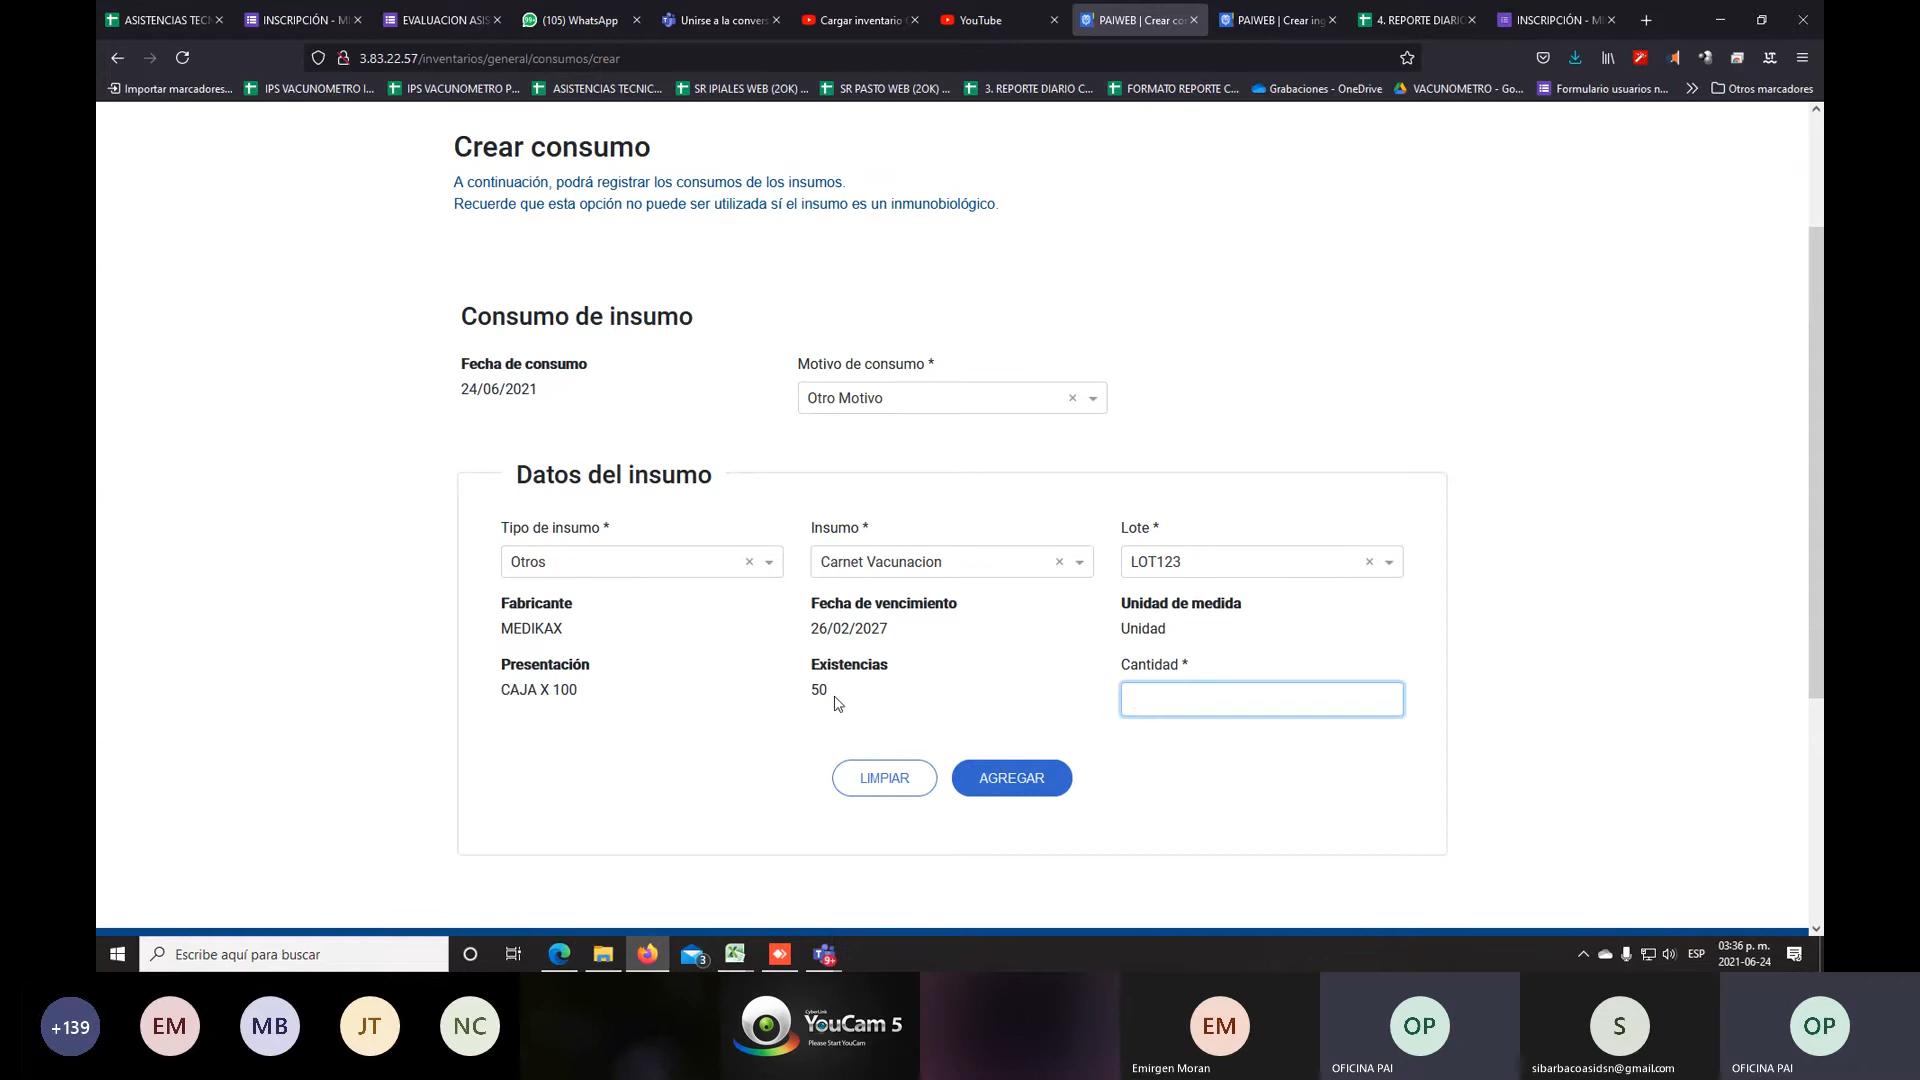 ASISTENCIAS TECN
INSCRIPCIÓN - MI
EVALUACION ASIS
(105) WhatsApp
Unirse a la convers
Cargar inventario G
YouTube
PAIWEB | Crear co
PAIWEB | Crear ing
4. REPORTE DIARIO
INSCRIPCIÓN - MI
3.83.22.57/inventarios/general/consumos/crear
Importar marcadores...
IPS VACUNOMETRO I...
IPS VACUNOMETRO P...
ASISTENCIAS TECNIC...
SR IPIALES WEB (2OK) ...
SR PASTO WEB (2OK) ...
3. REPORTE DIARIO C...
FORMATO REPORTE C...
Grabaciones - OneDrive
VACUNOMETRO - Go...
Formulario usuarios n...
Otros marcadores
Crear consumo
A continuación, podrá registrar los consumos de los insumos.
Recuerde que esta opción no puede ser utilizada sí el insumo es un inmunobiológico.
Consumo de insumo
Fecha de consumo
24/06/2021
Motivo de consumo *
Otro Motivo
Datos del insumo
Tipo de insumo *
Otros
Insumo *
Carnet Vacunacion
Lote *
LOT123
Fabricante
MEDIKAX
Fecha de vencimiento
26/02/2027
Unidad de medida
Unidad
Presentación
CAJA X 100
Existencias
50
Cantidad *
LIMPIAR
AGREGAR
Escribe aquí para buscar
3
9+
ESP
03:36 p. m.
2021-06-24
+139
EM
MB
JT
NC
CyberLink
YouCam 5
Please Start YouCam
EM
Emirgen Moran
OP
OFICINA PAI
S
sibarbacoasidsn@gmail.com
OP
OFICINA PAI